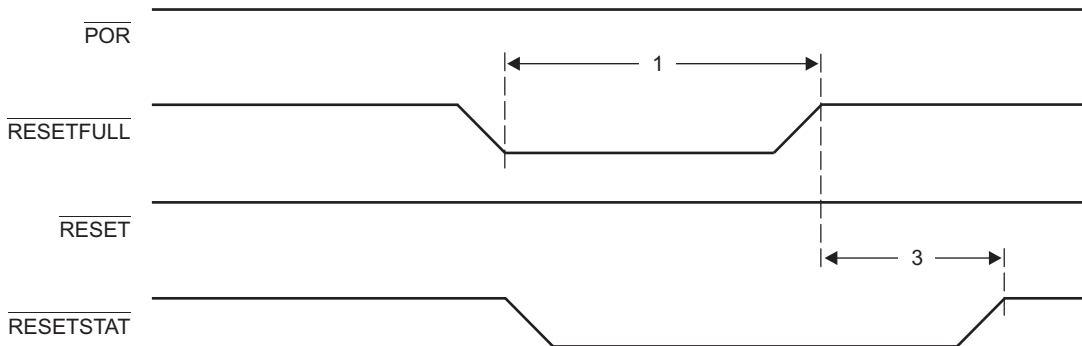 POR
1
RESETFULL
RESET
3
RESETSTAT